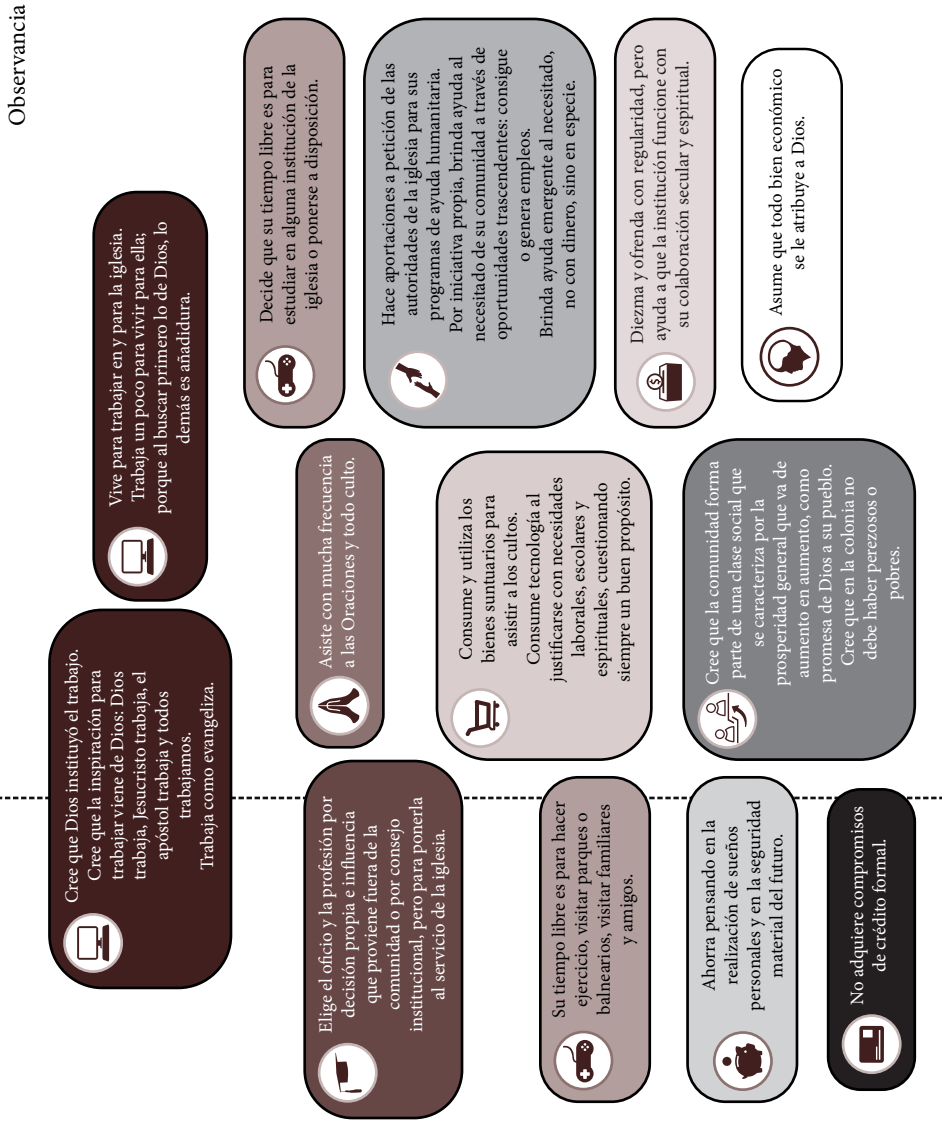 Observancia
Cree que Dios instituyó el trabajo.
Cree que la inspiración para
trabajar viene de Dios: Dios
trabaja, Jesucristo trabaja, el
apóstol trabaja y todos
trabajamos.
Trabaja como evangeliza.
Vive para trabajar en y para la iglesia.
Trabaja un poco para vivir para ella;
porque al buscar primero lo de Dios, lo
demás es añadidura.
Elige el oficio y la profesión por
decisión propia e influencia
que proviene fuera de la
comunidad o por consejo
institucional, pero para ponerla
al servicio de la iglesia.
Asiste con mucha frecuencia
a las Oraciones y todo culto.
Decide que su tiempo libre es para
estudiar en alguna institución de la
iglesia o ponerse a disposición.
Hace aportaciones a petición de las
autoridades de la iglesia para sus
programas de ayuda humanitaria.
Por iniciativa propia, brinda ayuda al
necesitado de su comunidad a través de
oportunidades trascendentes: consigue
o genera empleos.
Brinda ayuda emergente al necesitado,
no con dinero, sino en especie.
Su tiempo libre es para hacer
ejercicio, visitar parques o
balnearios, visitar familiares
y amigos.
Consume y utiliza los
bienes suntuarios para
asistir a los cultos.
Consume tecnología al
justificarse con necesidades
laborales, escolares y
espirituales, cuestionando
siempre un buen propósito.
Diezma y ofrenda con regularidad, pero
ayuda a que la institución funcione con
su colaboración secular y espiritual.
Ahorra pensando en la
realización de sueños
personales y en la seguridad
material del futuro.
Cree que la comunidad forma
parte de una clase social que
se caracteriza por la
prosperidad general que va de
aumento en aumento, como
promesa de Dios a su pueblo.
Cree que en la colonia no
debe haber perezosos o
pobres.
Asume que todo bien económico
se le atribuye a Dios.
No adquiere compromisos
de crédito formal.